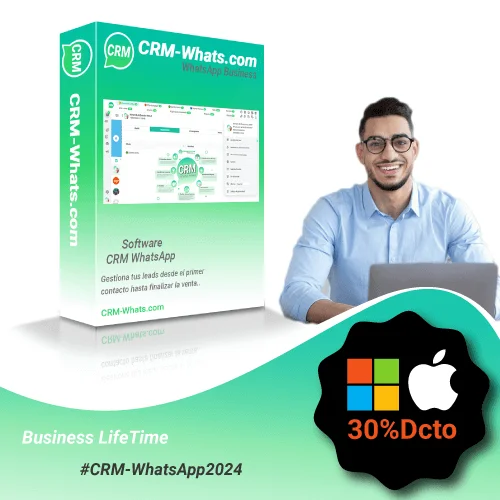 CRM
CRM-Whats.com
WhatsApp Business
CRM
CRM-Whats.com
CRM
Software
CRM WhatsApp
Gestiona tus leads desde el primer
contacto hasta finalizar la venta..
CRM-Whats.com
30%Dcto
Business LifeTime
#CRM-WhatsApp2024